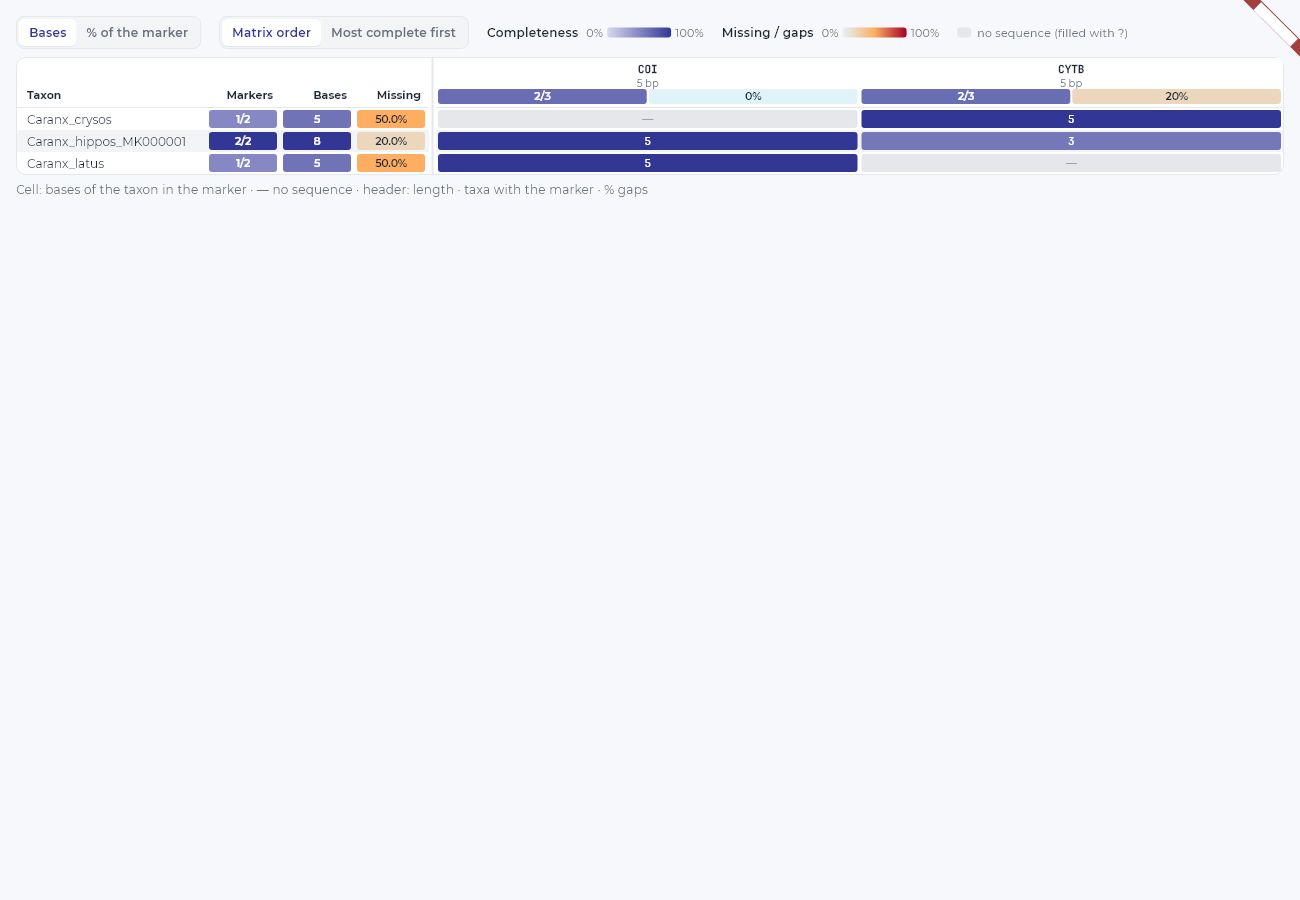 Bases % of the marker Matrix order Most complete first Completeness 0% 100% Missing / gaps 0% 100% no sequence (filled with ?)
COI CYTB
5 bp 5 bp
Taxon Markers Bases Missing 2/3 0% 2/3 20%
Caranx_crysos 1/2 5 50.0% — 5
Caranx_hippos_MK000001 2/2 8 20.0% 5 3
Caranx_latus 1/2 5 50.0% 5 —
Cell: bases of the taxon in the marker · — no sequence · header: length · taxa with the marker · % gaps